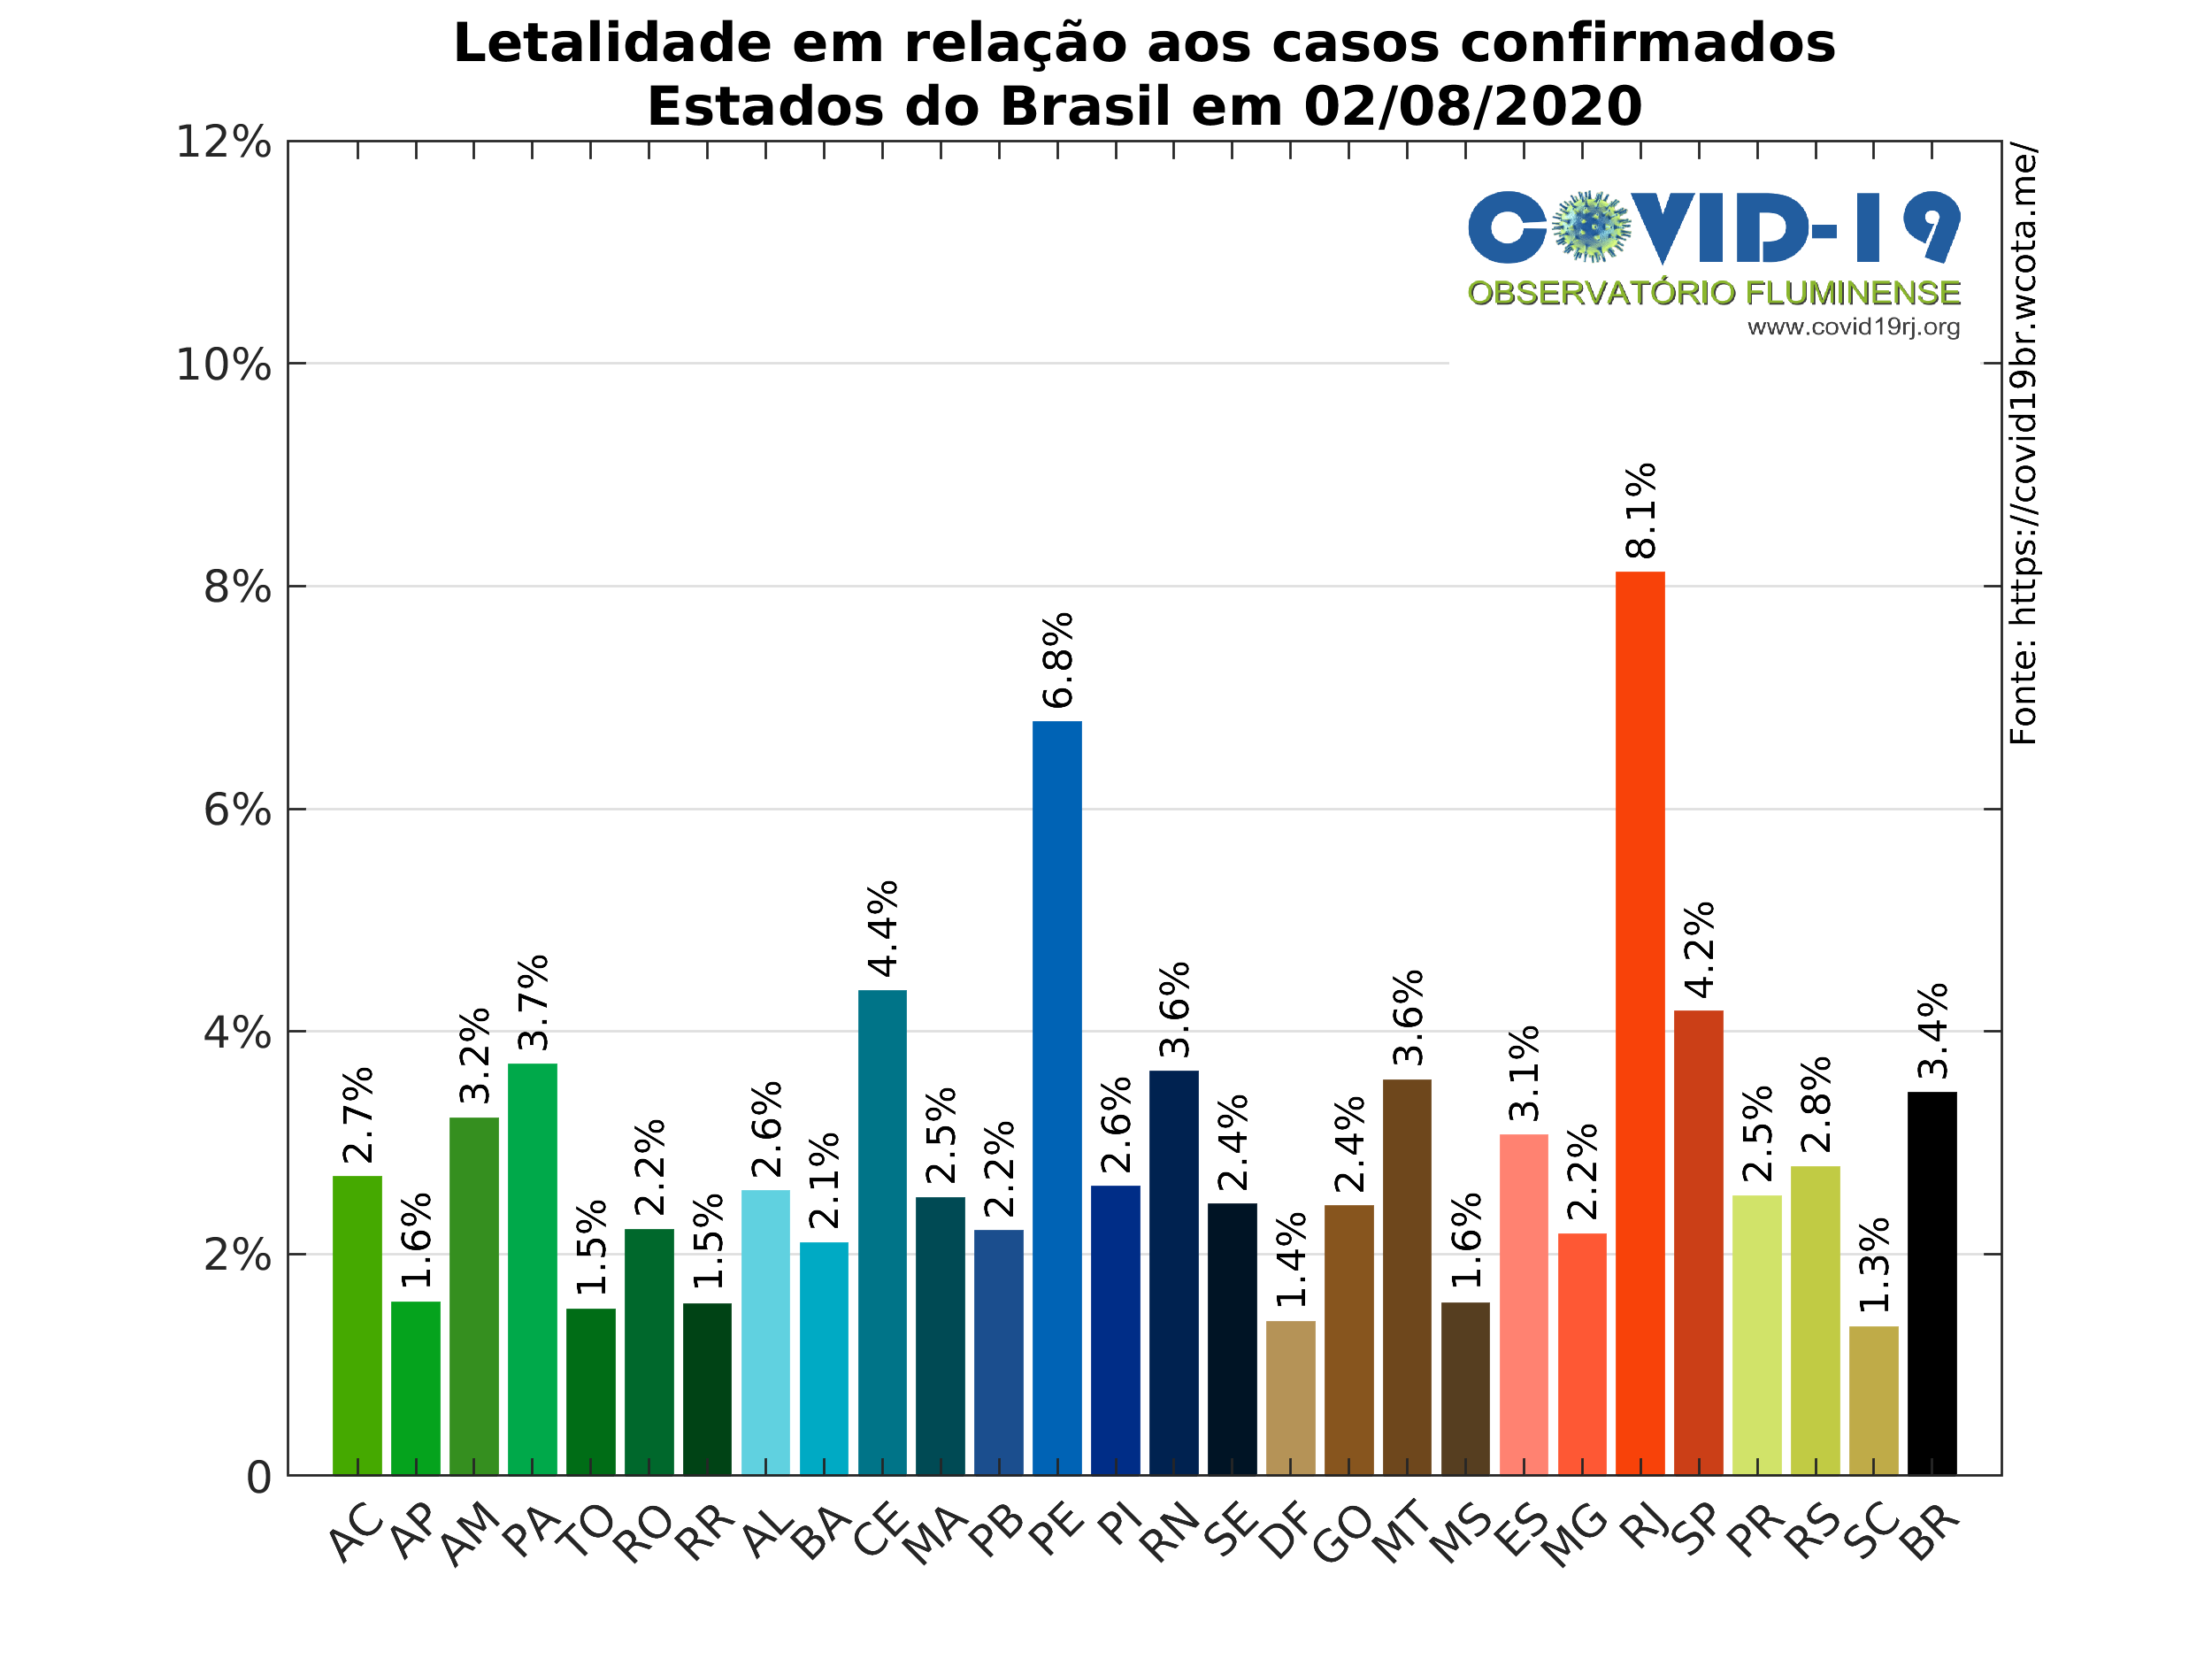 Letalidade em relação aos casos confirmados
Estados do Brasil em 02/08/2020
12%
10%
8%
6%
4%
2%
0
COVID-19
OBSERVATÓRIO FLUMINENSE
www.covid19rj.org
Fonte: https://covid19br.wcota.me/
2.7%
1.6%
3.2%
3.7%
1.5%
2.2%
1.5%
2.6%
2.1%
4.4%
2.5%
2.2%
6.8%
2.6%
3.6%
2.4%
1.4%
2.4%
3.6%
1.6%
3.1%
2.2%
8.1%
4.2%
2.5%
2.8%
1.3%
3.4%
AC
AP
AM
PA
TO
RO
RR
AL
BA
CE
MA
PB
PE
PI
RN
SE
DF
GO
MT
MS
ES
MG
RJ
SP
PR
RS
SC
BR